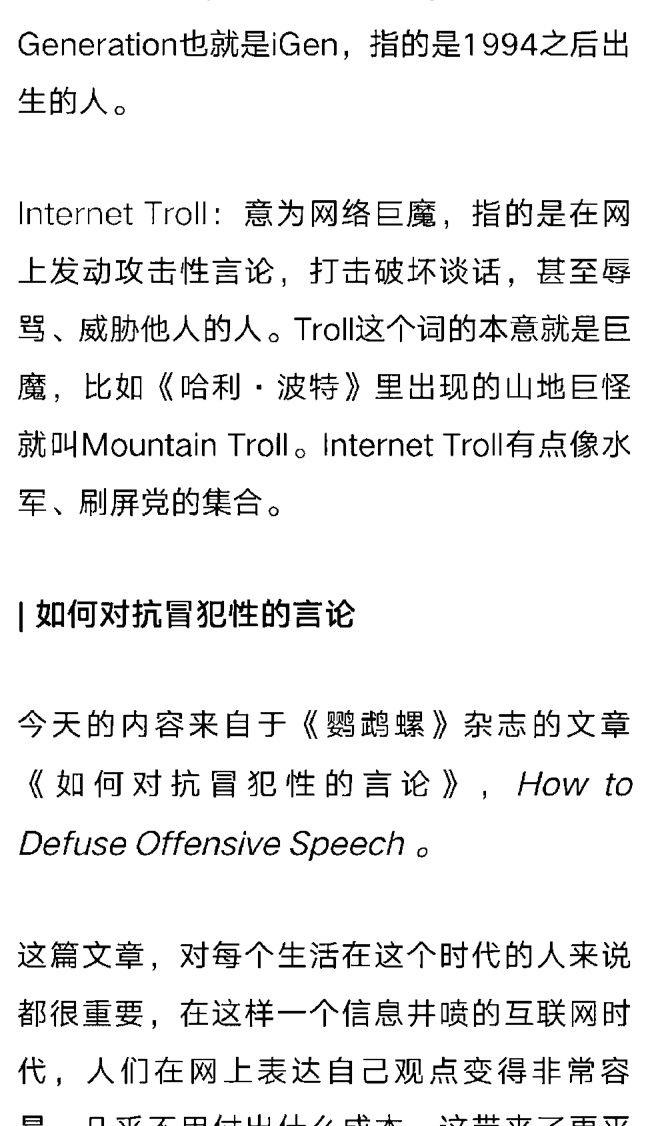 Generation也就是iGen，指的是1994之后出
生的人。
Internet Troll：意为网络巨魔，指的是在网
上发动攻击性言论，打击破坏谈话，甚至辱
骂、威胁他人的人。Troll这个词的本意就是巨
魔，比如《哈利·波特》里出现的山地巨怪
就叫Mountain Troll。Internet Troll有点像水
军、刷屏党的集合。
| 如何对抗冒犯性的言论
今天的内容来自于《鹦鹉螺》杂志的文章
《如何对抗冒犯性的言论》，How to
Defuse Offensive Speech 。
这篇文章，对每个生活在这个时代的人来说
都很重要，在这样一个信息井喷的互联网时
代，人们在网上表达自己观点变得非常容